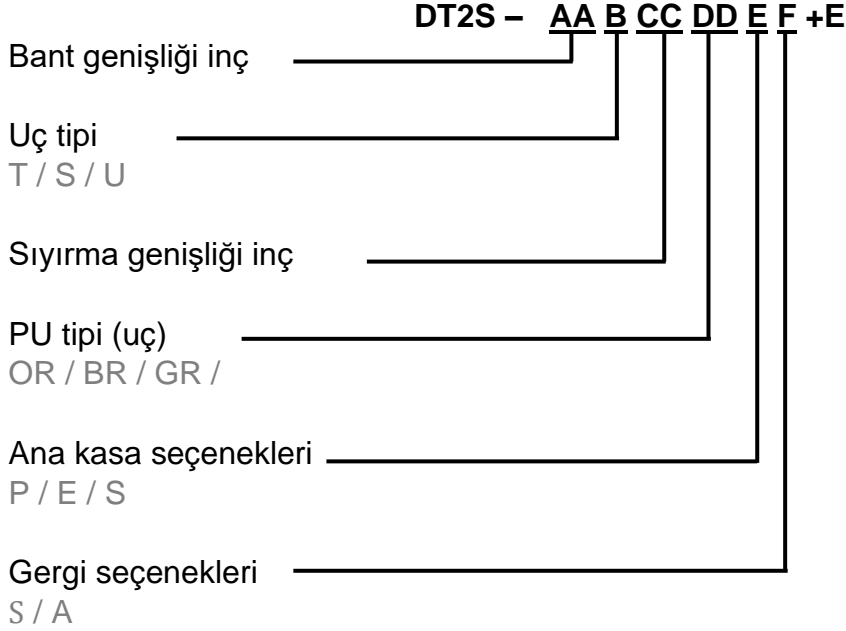 DT2S – AA B CC DD E F +E
Bant genişliği inç
Uç tipi
T / S / U
Sıyırma genişliği inç
PU tipi (uç)
OR / BR / GR /
Ana kasa seçenekleri
P / E / S
Gergi seçenekleri
S / A